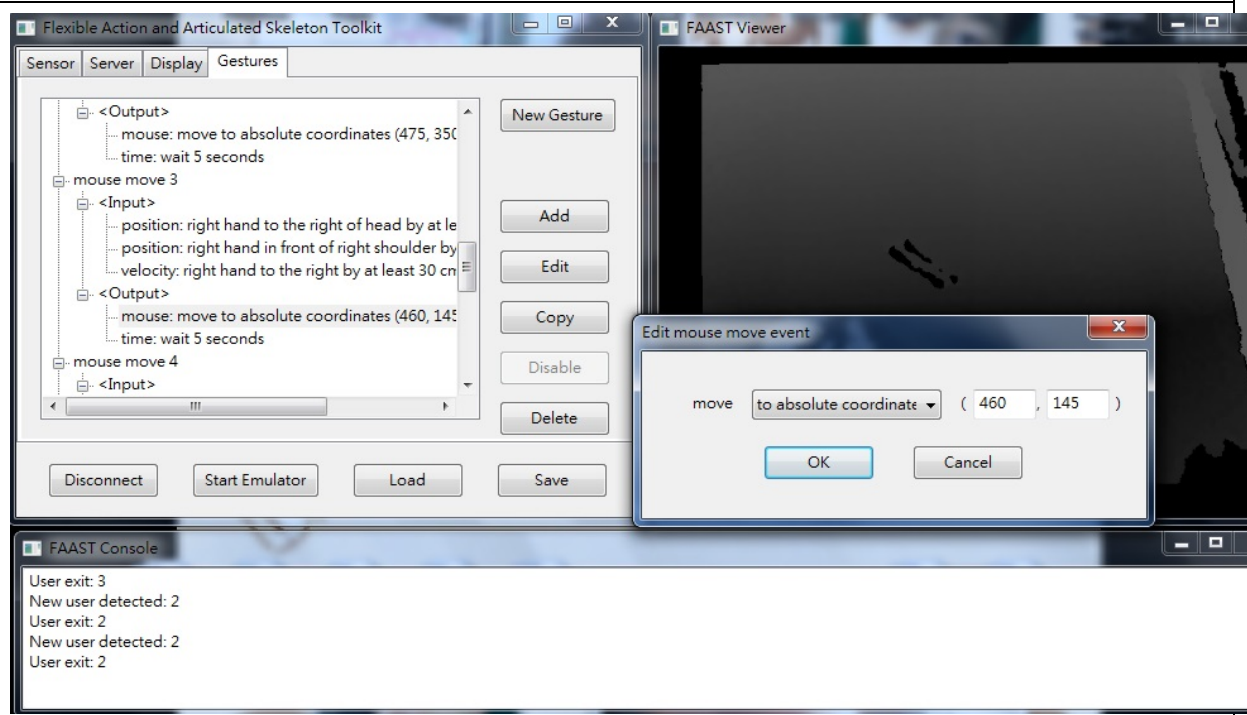 Flexible Action and Articulated Skeleton Toolkit
Sensor Server Display Gestures
<Output>
mouse: move to absolute coordinates (475, 350
time: wait 5 seconds
mouse move 3
<Input>
position: right hand to the right of head by at le
position: right hand in front of right shoulder by
velocity: right hand to the right by at least 30 cm
<Output>
mouse: move to absolute coordinates (460, 145
time: wait 5 seconds
mouse move 4
<Input>
New Gesture
Add
Edit
Copy
Disable
Delete
Disconnect Start Emulator Load Save
FAAST Viewer
Edit mouse move event
move to absolute coordinate ( 460 , 145 )
OK Cancel
FAAST Console
User exit: 3
New user detected: 2
User exit: 2
New user detected: 2
User exit: 2